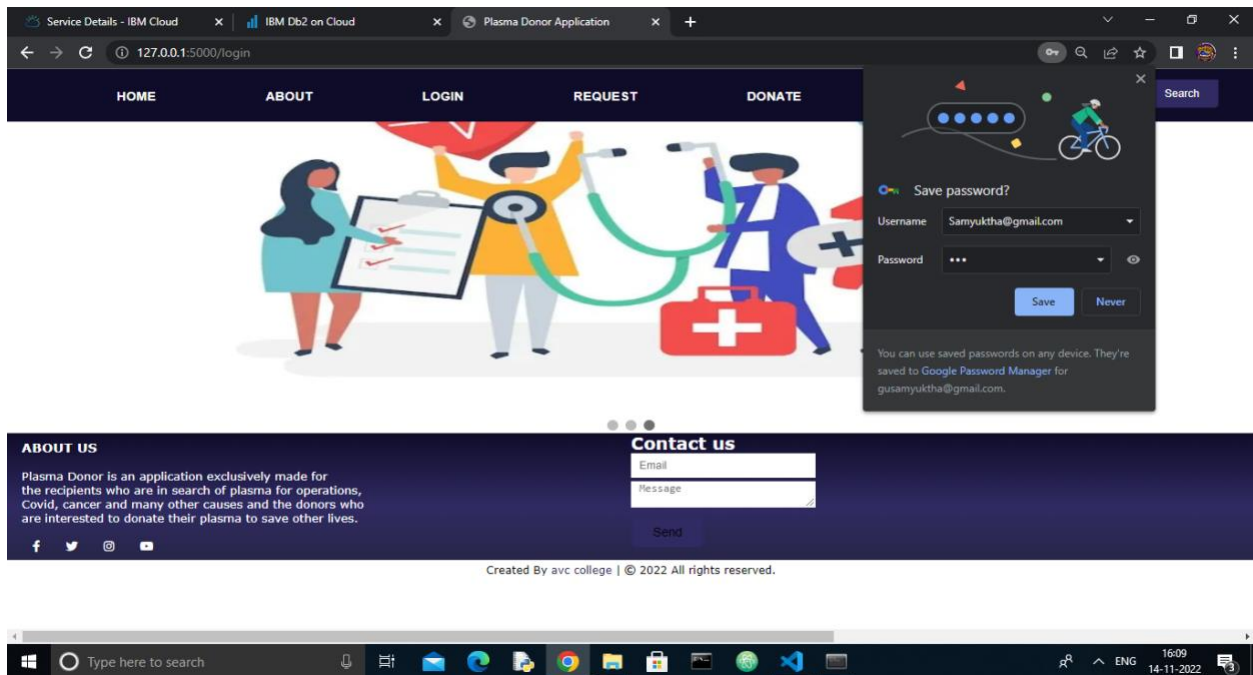 Service Details - IBM Cloud
IBM Db2 on Cloud
Plasma Donor Application
127.0.0.1:5000/login
HOME ABOUT LOGIN REQUEST DONATE
Search
Save password?
Username Samyuktha@gmail.com
Password •••
Save Never
You can use saved passwords on any device. They're
saved to Google Password Manager for
gusamyuktha@gmail.com.
ABOUT US
Plasma Donor is an application exclusively made for
the recipients who are in search of plasma for operations,
Covid, cancer and many other causes and the donors who
are interested to donate their plasma to save other lives.
Contact us
Email
Message
Send
Created By avc college | © 2022 All rights reserved.
Type here to search
ENG
16:09
14-11-2022
3